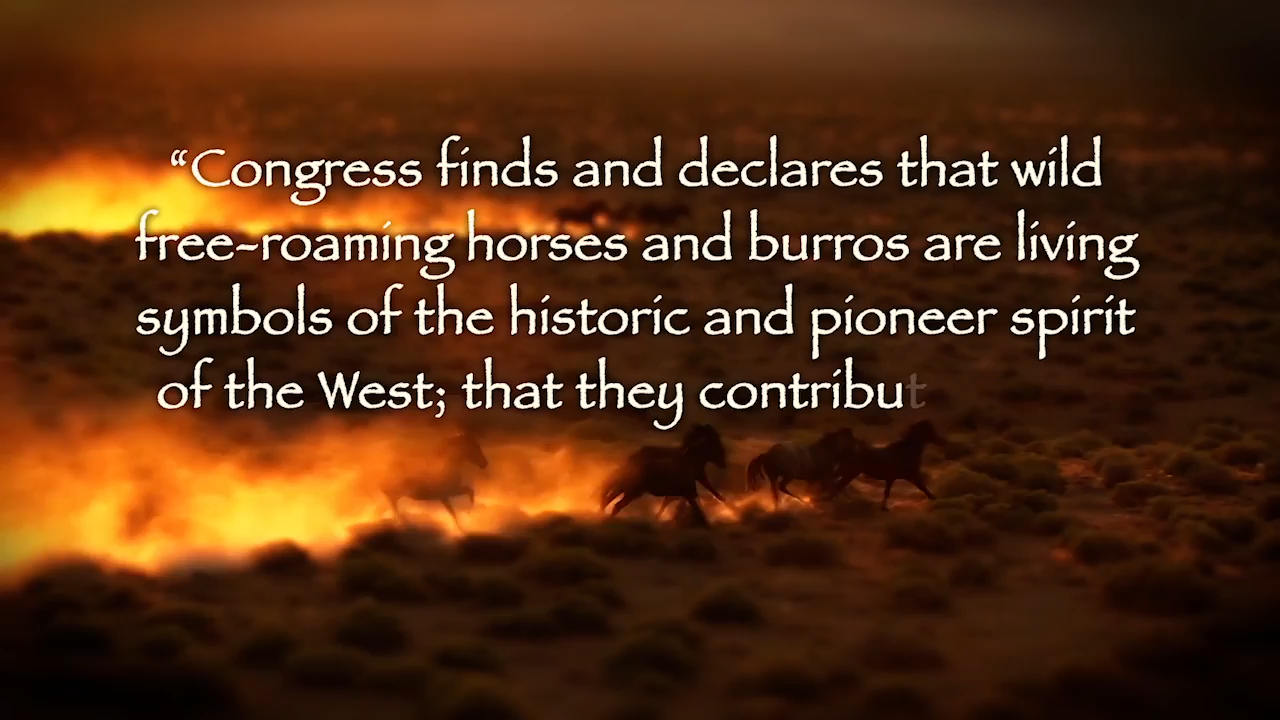 “Congress finds and declares that wild
free-roaming horses and burros are living
symbols of the historic and pioneer spirit
of the West; that they contribut